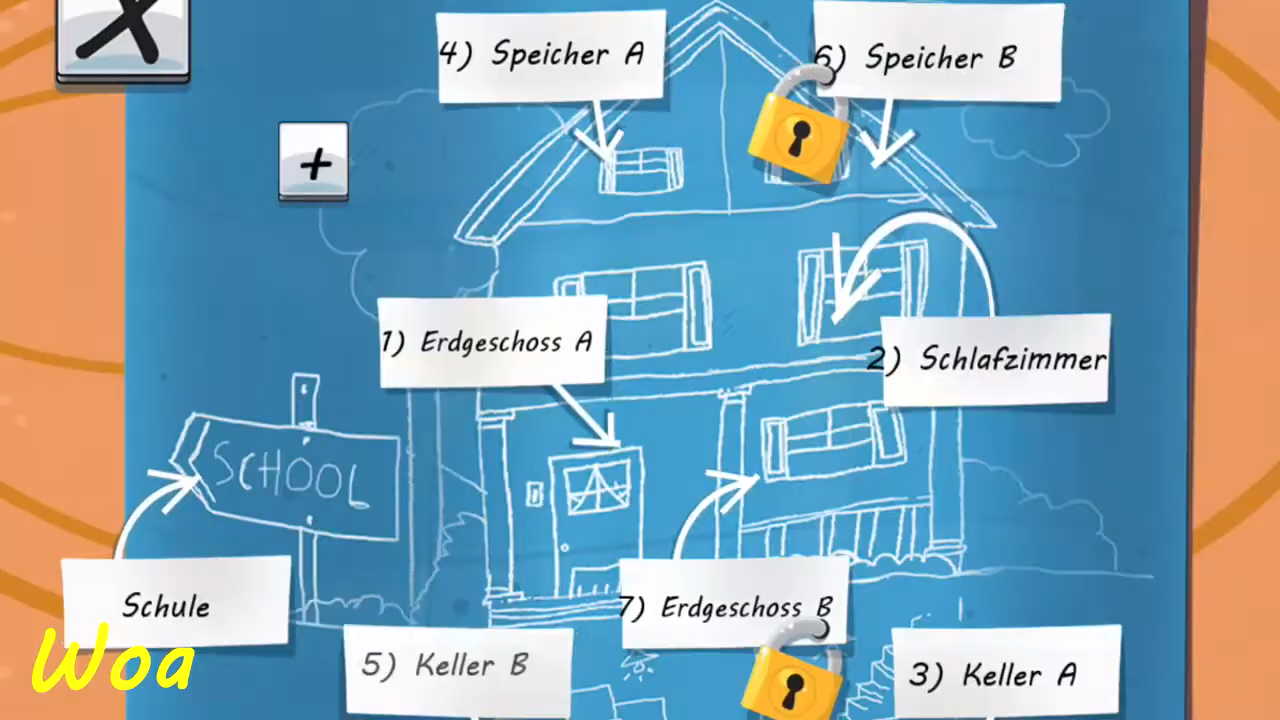 X
4) Speicher A
6) Speicher B
+
1) Erdgeschoss A
2) Schlafzimmer
SCHOOL
Schule
7) Erdgeschoss B
Woa
5) Keller B
3) Keller A